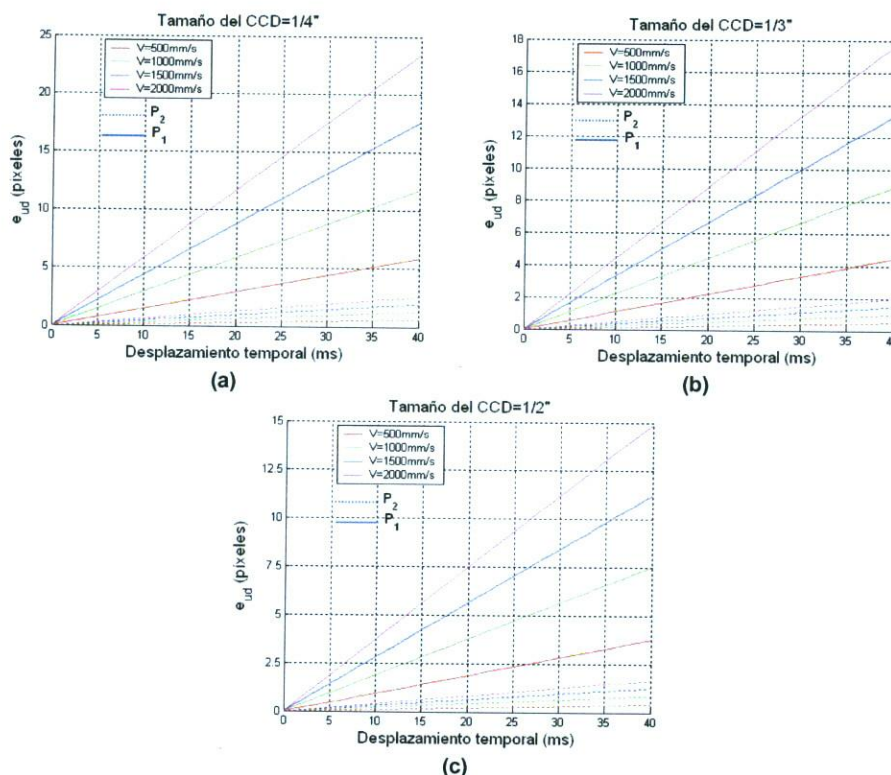 Tamaño del CCD=1/4"
V=500mm/s
V=1000mm/s
V=1500mm/s
V=2000mm/s
P2
P1
25
20
15
10
5
0
e_ud (pixeles)
0 5 10 15 20 25 30 35 40
Desplazamiento temporal (ms)
(a)
Tamaño del CCD=1/3"
V=500mm/s
V=1000mm/s
V=1500mm/s
V=2000mm/s
P2
P1
18
16
14
12
10
8
6
4
2
0
e_ud (pixeles)
0 5 10 15 20 25 30 35
Desplazamiento temporal (ms)
(b)
Tamaño del CCD=1/2"
V=500mm/s
V=1000mm/s
V=1500mm/s
V=2000mm/s
P2
P1
15
12.5
10
7.5
5
2.5
0
e_ud (pixeles)
0 5 10 15 20 25 30 35 40
Desplazamiento temporal (ms)
(c)